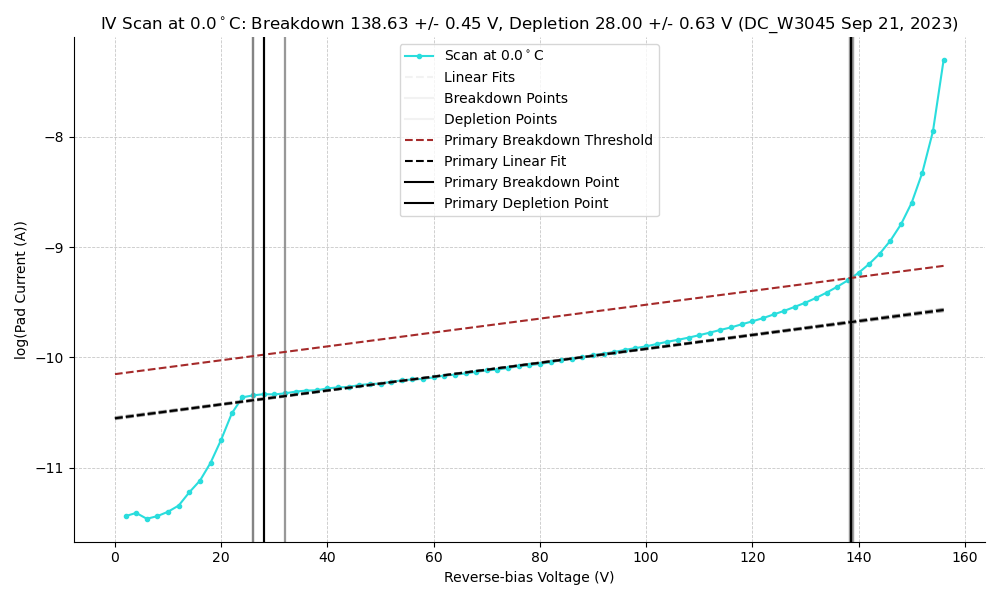 IV Scan at 0.0°C: Breakdown 138.63 +/- 0.45 V, Depletion 28.00 +/- 0.63 V (DC_W3045 Sep 21, 2023)
Scan at 0.0°C
Linear Fits
Breakdown Points
Depletion Points
Primary Breakdown Threshold
Primary Linear Fit
Primary Breakdown Point
Primary Depletion Point
log(Pad Current (A))
−8
−9
−10
−11
0
20
40
60
80
100
120
140
160
Reverse-bias Voltage (V)